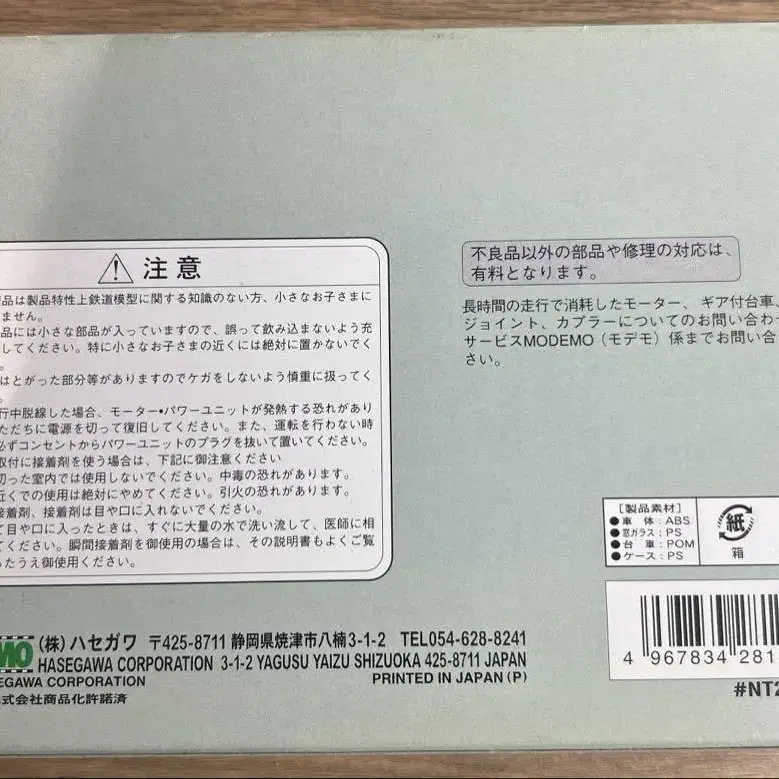 注意
品は製品特性上鉄道模型に関する知識のない方、小さなお子さまに
ません。
品には小さな部品が入っていますので、誤って飲み込まないよう充
してください。特に小さなお子さまの近くには絶対に置かないでく
。
はとがった部分等がありますのでケガをしないよう慎重に扱ってく
。
行中脱線した場合、モーター•パワーユニットが発熱する恐れがあり
ただちに電源を切って復旧してください。また、運転を行わない時
必ずコンセントからパワーユニットのプラグを抜いて置いてください。
取付に接着剤を使う場合は、下記に御注意ください
切った室内では使用しないでください。中毒の恐れがあります。
近くでの使用は絶対にやめてください。引火の恐れがあります。
接着剤、接着剤は目や口に入れないでください。
て目や口に入ったときは、すぐに大量の水で洗い流して、医師に相
てください。瞬間接着剤を御使用の場合は、その説明書もよくご覧
ったうえ御使用ください。
不良品以外の部品や修理の対応は、
有料となります。
長時間の走行で消耗したモーター、ギア付台車、
ジョイント、カプラーについてのお問い合わせ
サービスMODEMO（モデモ）係までお問い合
さい。
［製品素材］
●車 体：ABS
●窓ガラス：PS
●台 車：POM
●ケース：PS
紙
箱
4 967834 281
#NT2
MO
(株)ハセガワ 〒425-8711 静岡県焼津市八楠3-1-2 TEL054-628-8241
HASEGAWA CORPORATION 3-1-2 YAGUSU YAIZU SHIZUOKA 425-8711 JAPAN
SEGAWA CORPORATION PRINTED IN JAPAN (P)
式会社商品化許諾済